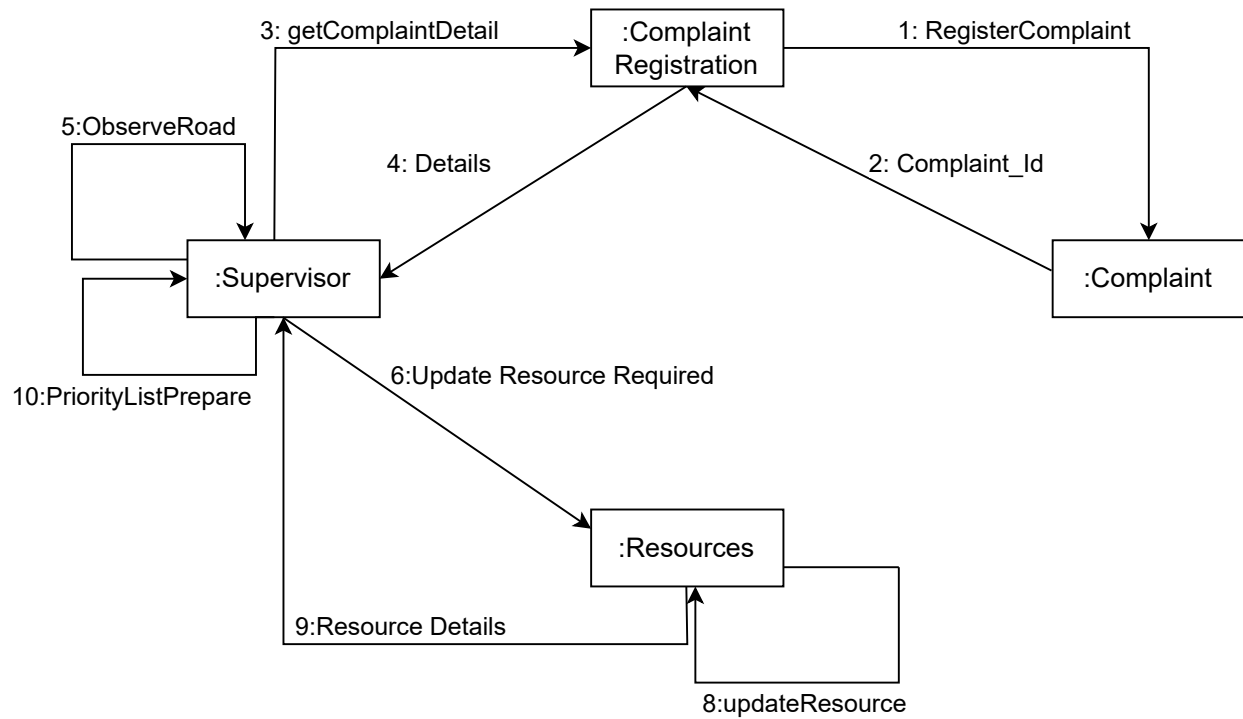 3: getComplaintDetail
:Complaint
Registration
1: RegisterComplaint
5:ObserveRoad
4: Details
2: Complaint_Id
:Supervisor
:Complaint
6:Update Resource Required
10:PriorityListPrepare
:Resources
9:Resource Details
8:updateResource